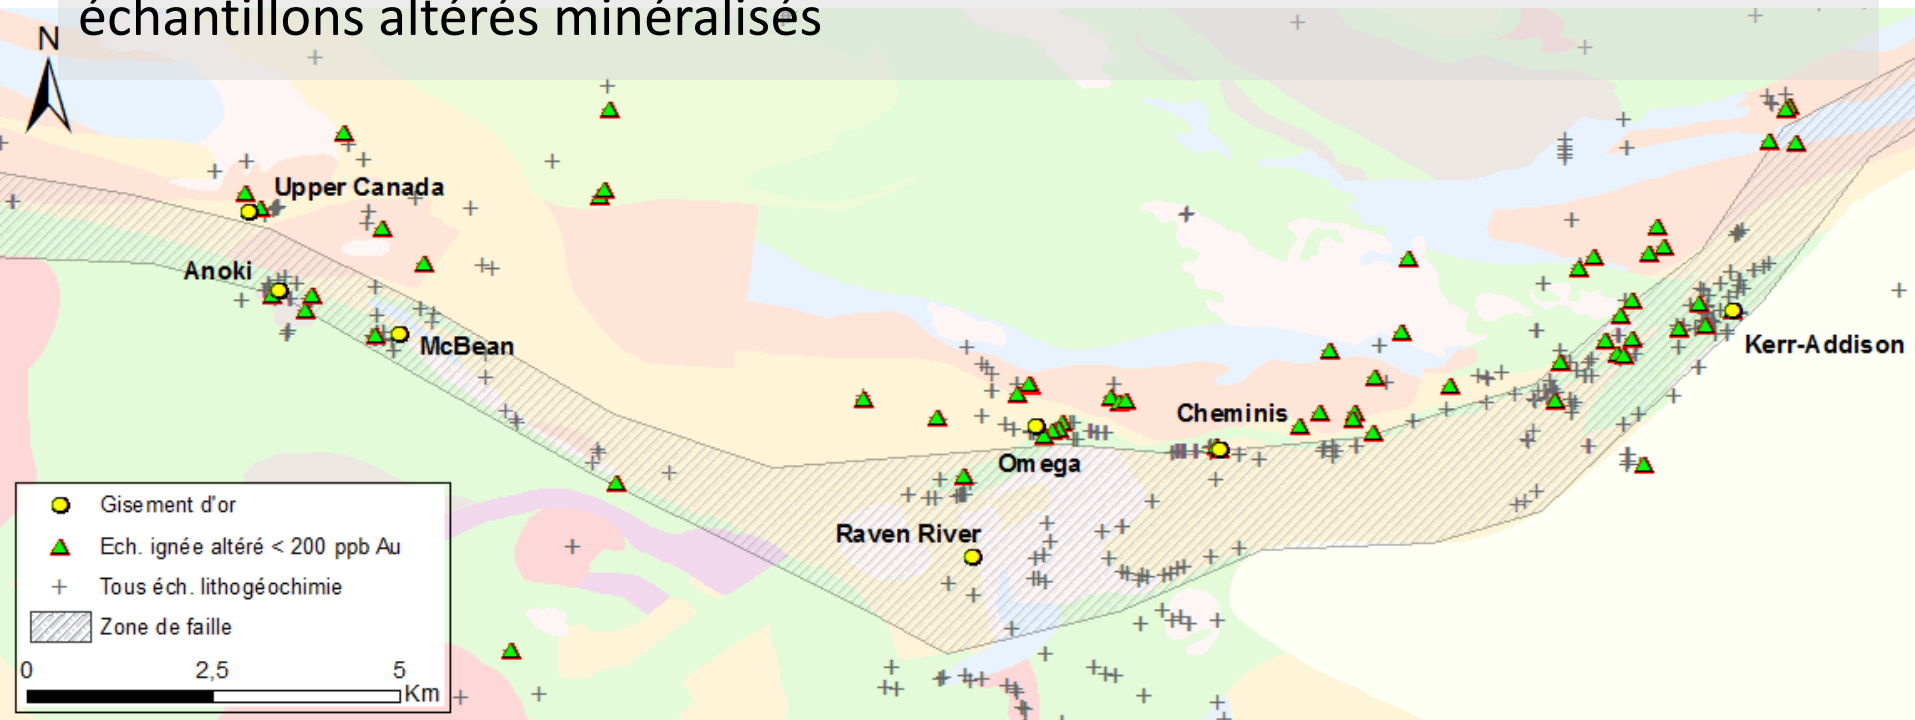 échantillons altérés minéralisés
N
Upper Canada
Anoki
McBean
Kerr-Addison
Cheminis
Omega
Raven River
Gisement d'or
Ech. ignée altéré < 200 ppb Au
Tous éch. lithogéochimie
Zone de faille
0 2,5 5
Km